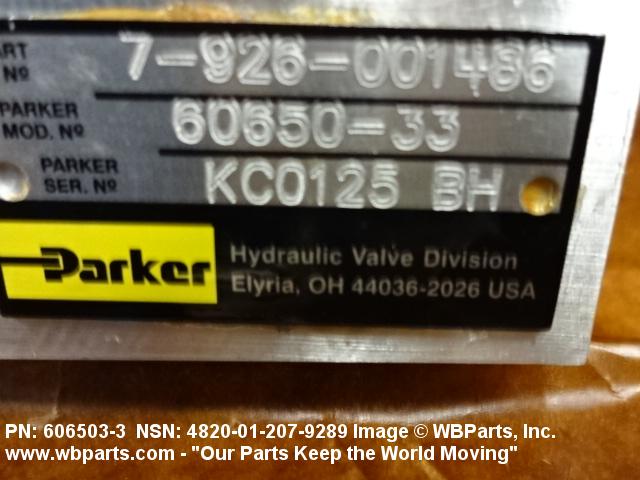 ART Nº 7-926-001486
PARKER MOD. Nº 60650-33
PARKER SER. Nº KC0125 BH
Parker
Hydraulic Valve Division
Elyria, OH 44036-2026 USA
PN: 606503-3 NSN: 4820-01-207-9289 Image © WBParts, Inc.
www.wbparts.com - "Our Parts Keep the World Moving"